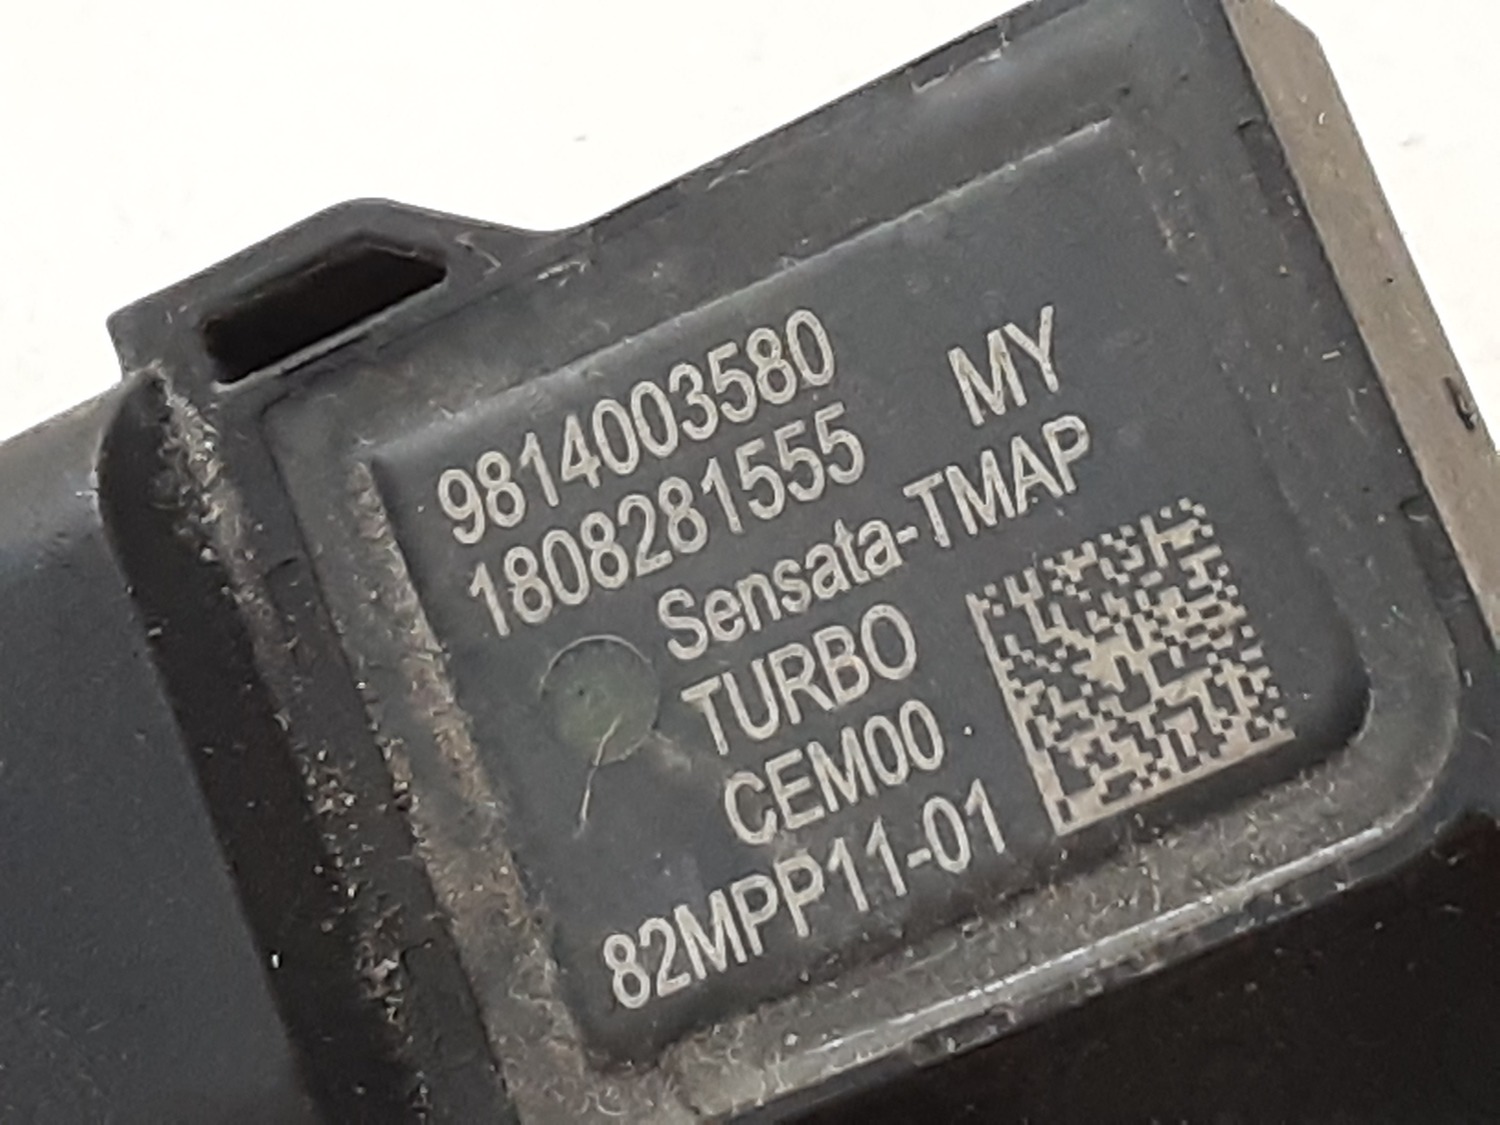 9814003580
1808281555 MY
Sensata-TMAP
TURBO
CEM00
82MPP11-01